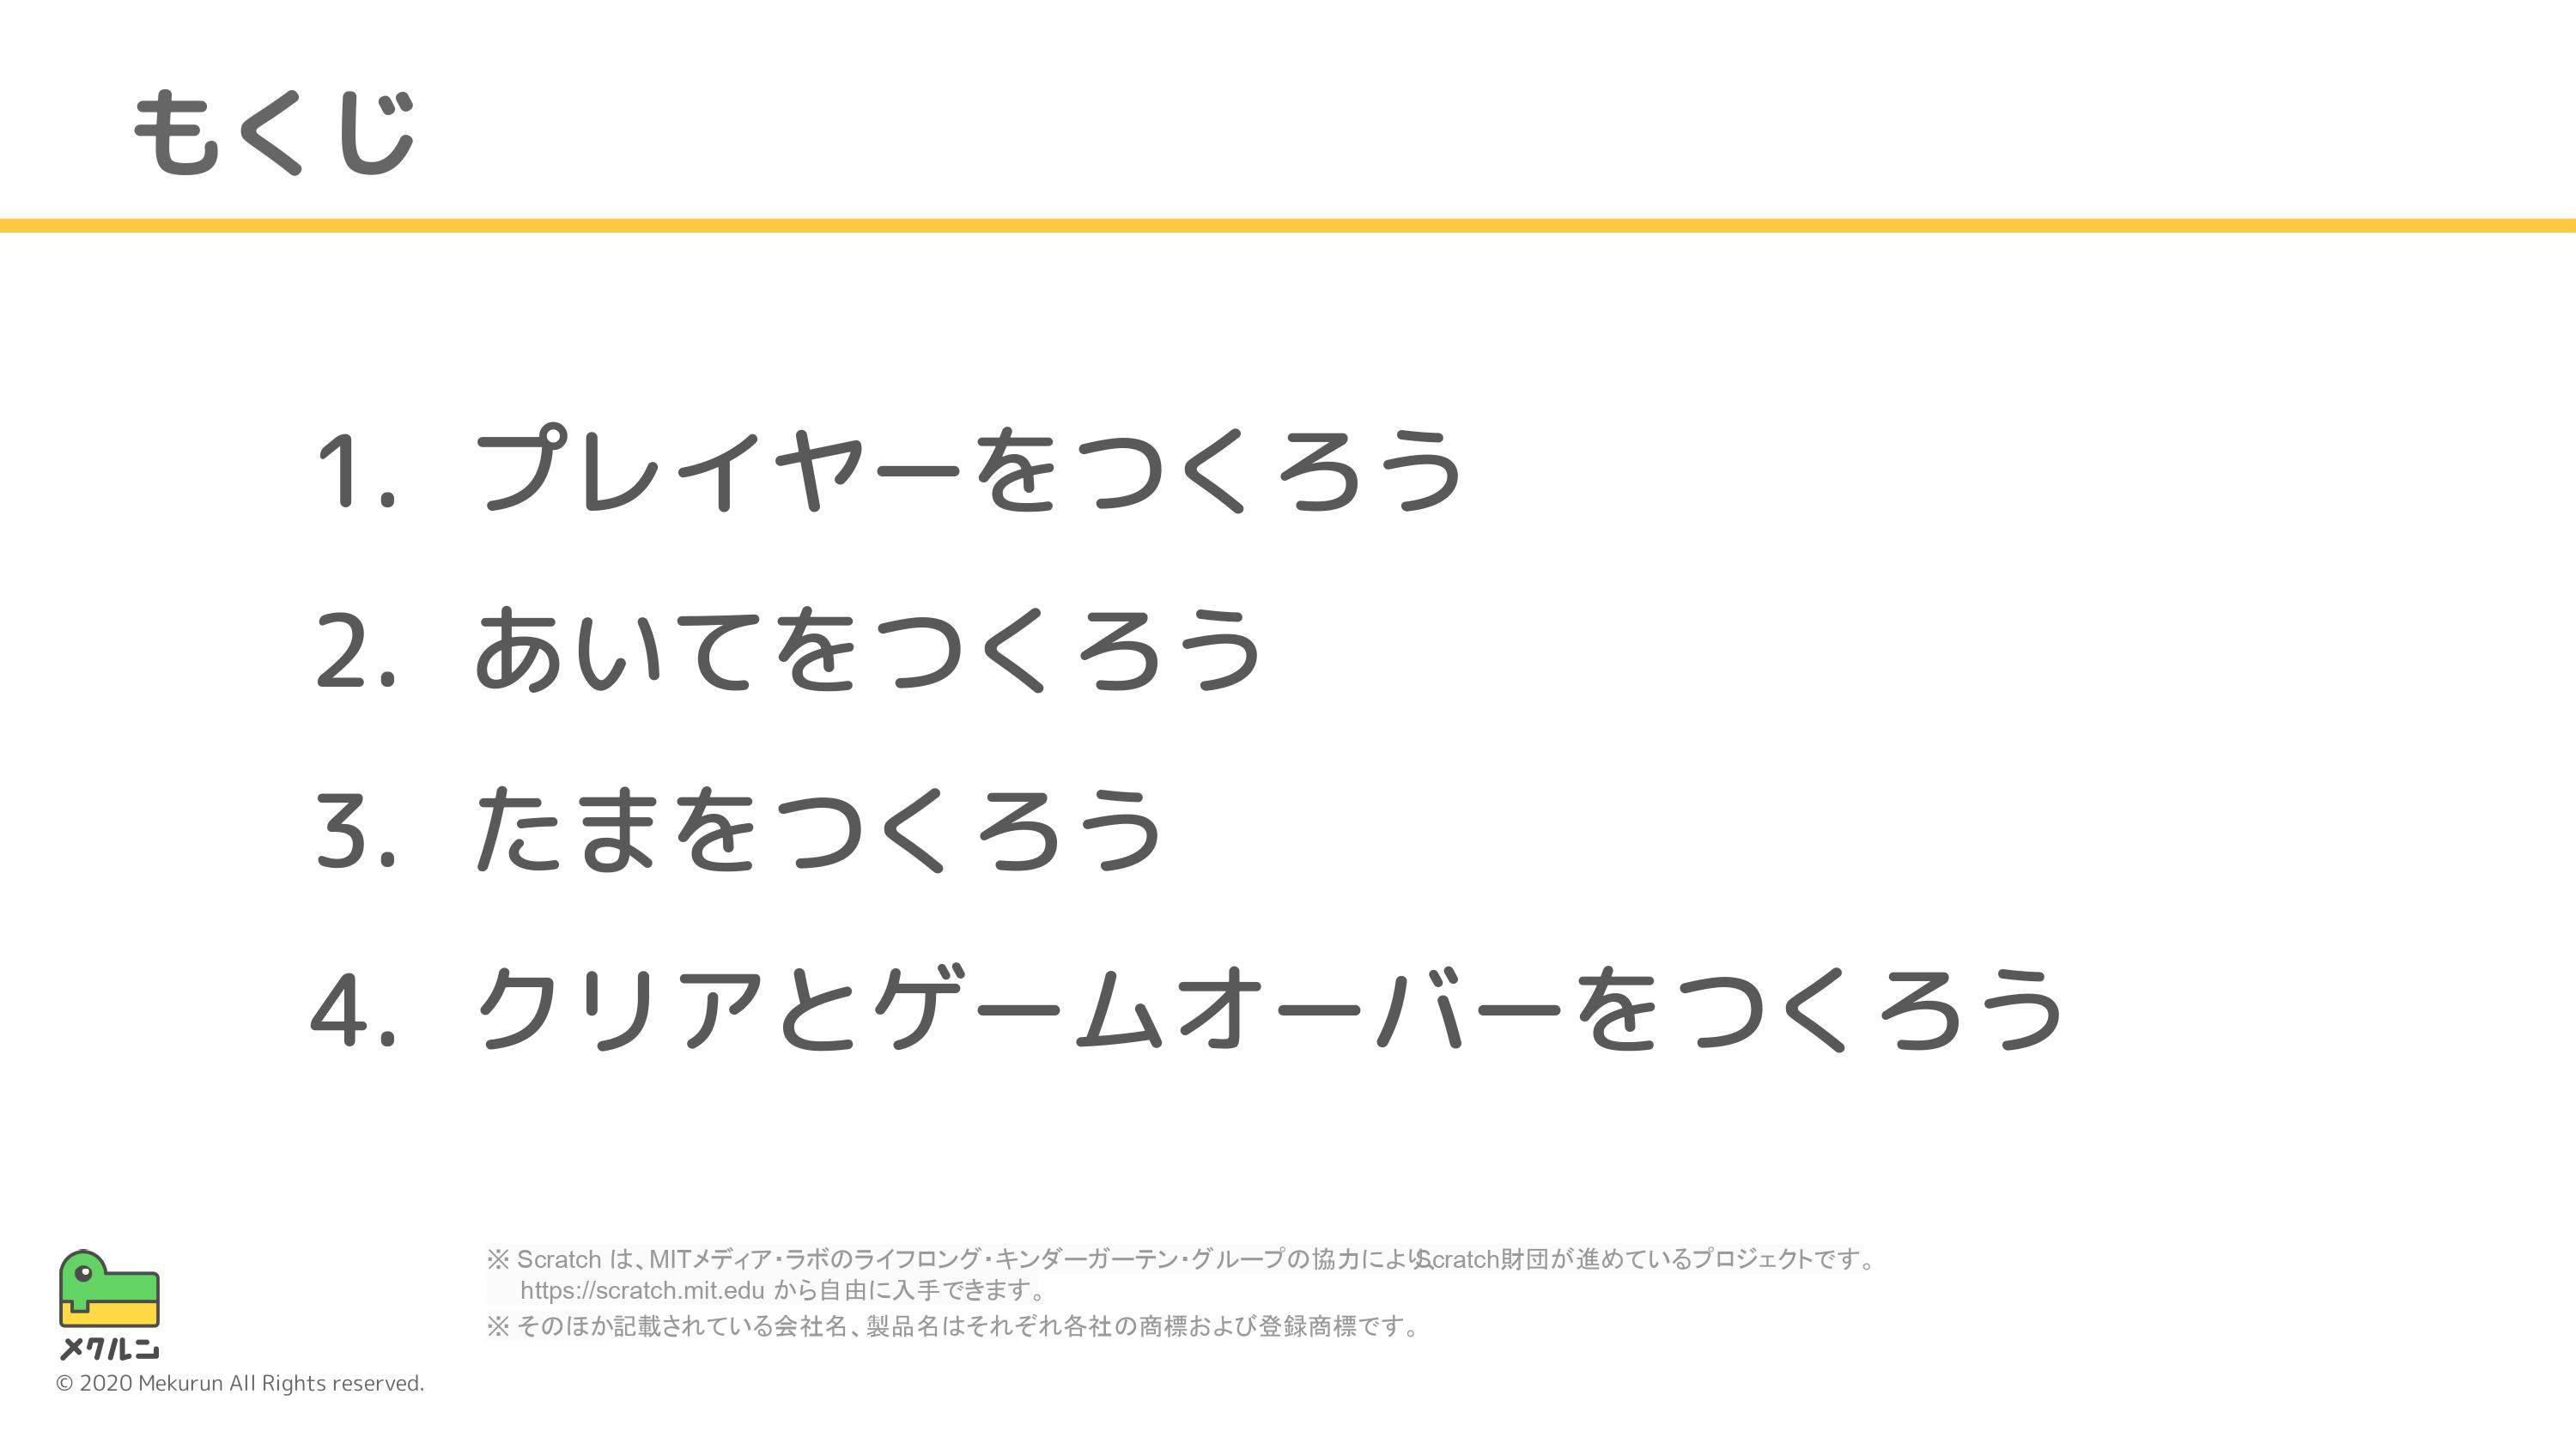 もくじ
1. プレイヤーをつくろう
2. あいてをつくろう
3. たまをつくろう
4. クリアとゲームオーバーをつくろう
※ Scratch は、MITメディア・ラボのライフロング・キンダーガーテン・グループの協力により、Scratch財団が進めているプロジェクトです。
https://scratch.mit.edu から自由に入手できます。
※ そのほか記載されている会社名、製品名はそれぞれ各社の商標および登録商標です。
メクルン
© 2020 Mekurun All Rights reserved.